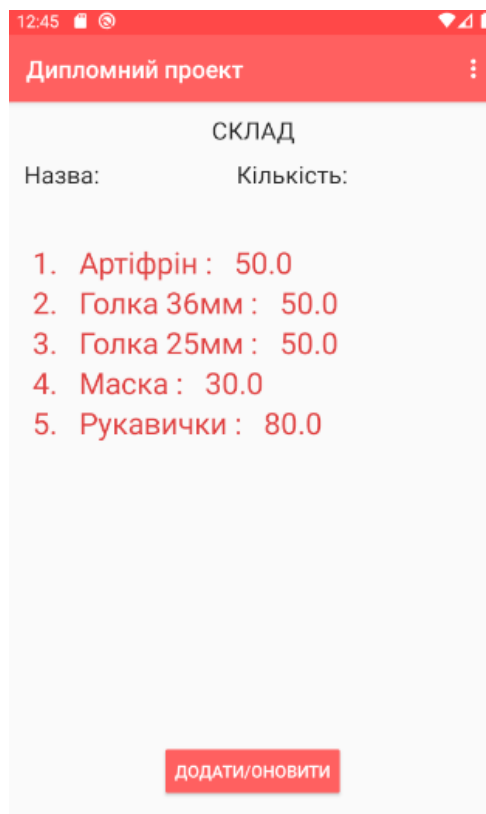 12:45
Дипломний проект
СКЛАД
Назва: Кількість:
1. Артіфрін : 50.0
2. Голка 36мм : 50.0
3. Голка 25мм : 50.0
4. Маска : 30.0
5. Рукавички : 80.0
ДОДАТИ/ОНОВИТИ